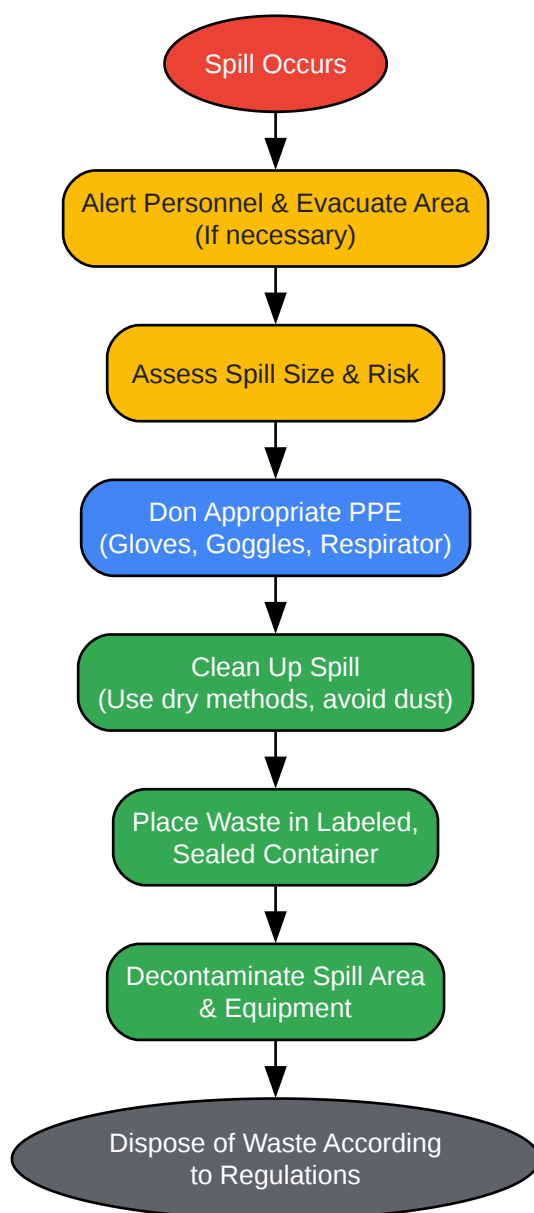 Spill Occurs
Alert Personnel & Evacuate Area
(If necessary)
Assess Spill Size & Risk
Don Appropriate PPE
(Gloves, Goggles, Respirator)
Clean Up Spill
(Use dry methods, avoid dust)
Place Waste in Labeled,
Sealed Container
Decontaminate Spill Area
& Equipment
Dispose of Waste According
to Regulations